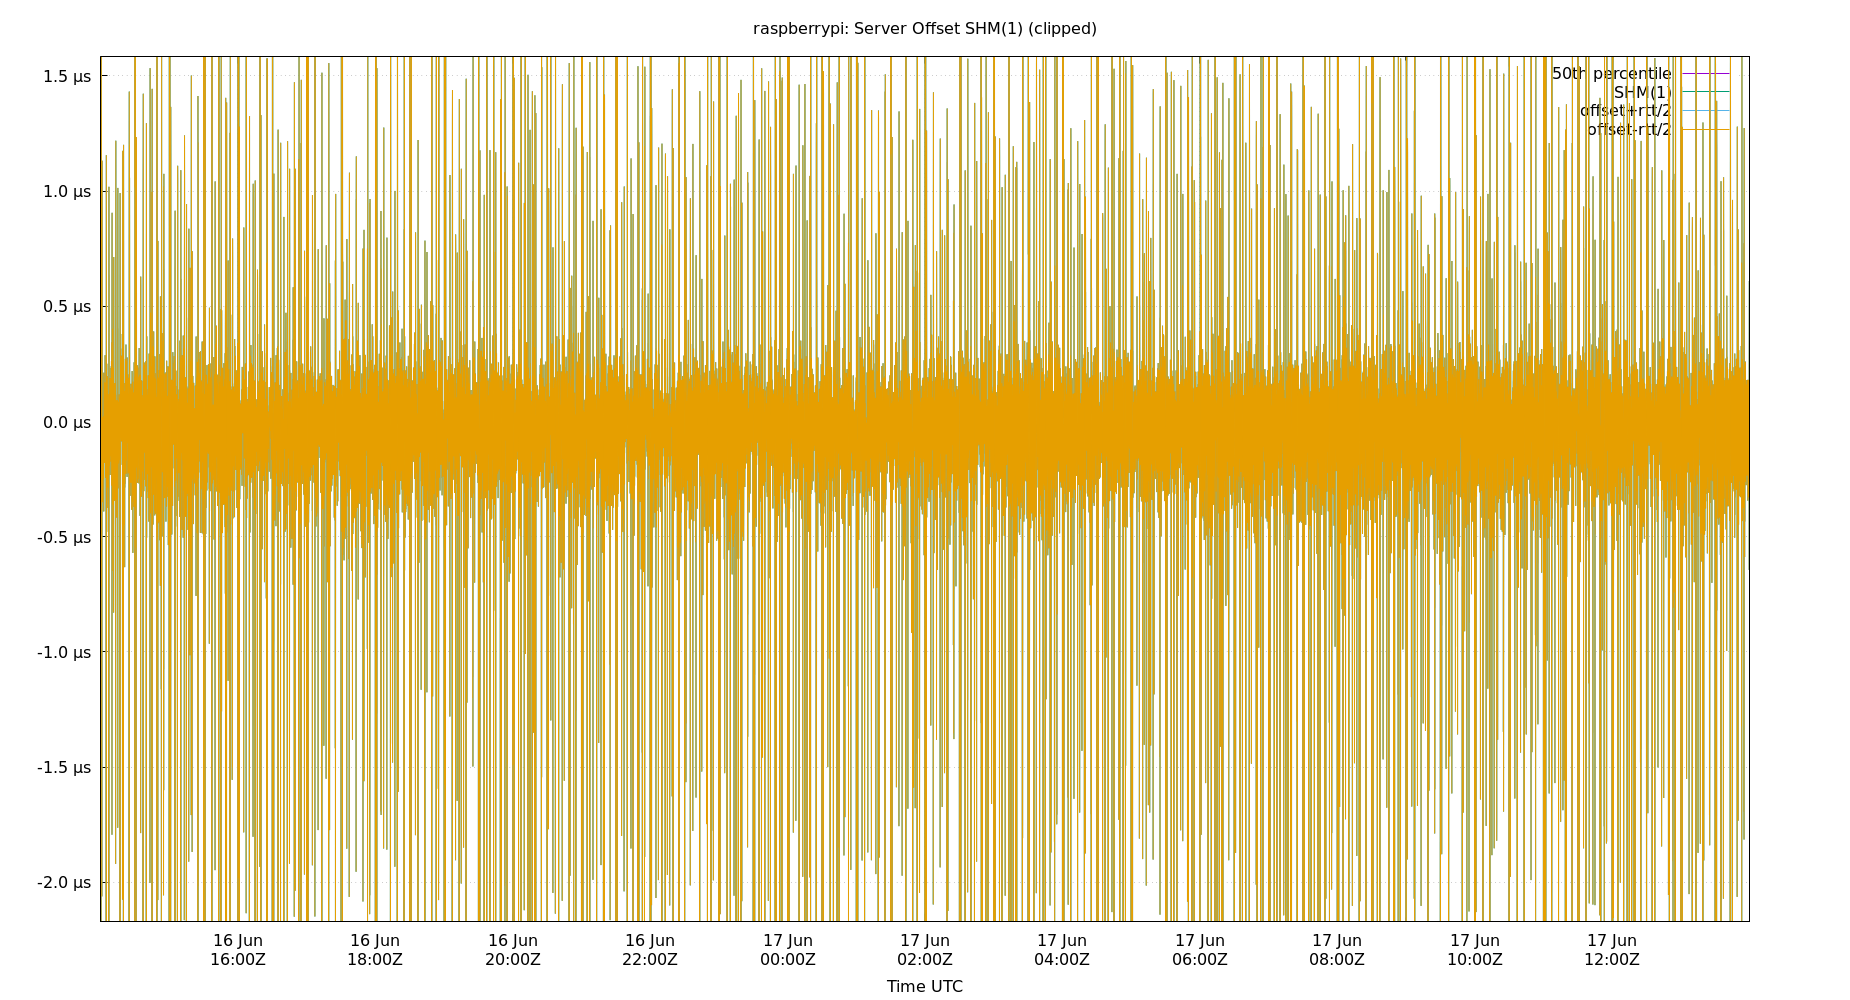 raspberrypi: Server Offset SHM(1) (clipped)
1.5 µs
1.0 µs
0.5 µs
0.0 µs
-0.5 µs
-1.0 µs
-1.5 µs
-2.0 µs
50th percentile
SHM(1)
offset+rtt/2
offset-rtt/2
16 Jun 16 Jun 16 Jun 16 Jun 17 Jun 17 Jun 17 Jun 17 Jun 17 Jun 17 Jun 17 Jun
16:00Z 18:00Z 20:00Z 22:00Z 00:00Z 02:00Z 04:00Z 06:00Z 08:00Z 10:00Z 12:00Z
Time UTC